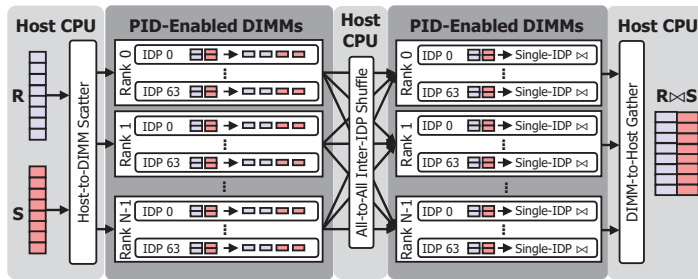 Host CPU
R
S
Host-to-DIMM Scatter
PID-Enabled DIMMs
Rank 0
IDP 0
⋮
IDP 63
Rank 1
IDP 0
⋮
IDP 63
⋮
Rank N-1
IDP 0
⋮
IDP 63
Host
CPU
All-to-All Inter-IDP Shuffle
PID-Enabled DIMMs
Rank 0
IDP 0 Single-IDP ⋈
⋮
IDP 63 Single-IDP ⋈
Rank 1
IDP 0 Single-IDP ⋈
⋮
IDP 63 Single-IDP ⋈
⋮
Rank N-1
IDP 0 Single-IDP ⋈
⋮
IDP 63 Single-IDP ⋈
Host CPU
DIMM-to-Host Gather
R⋈S